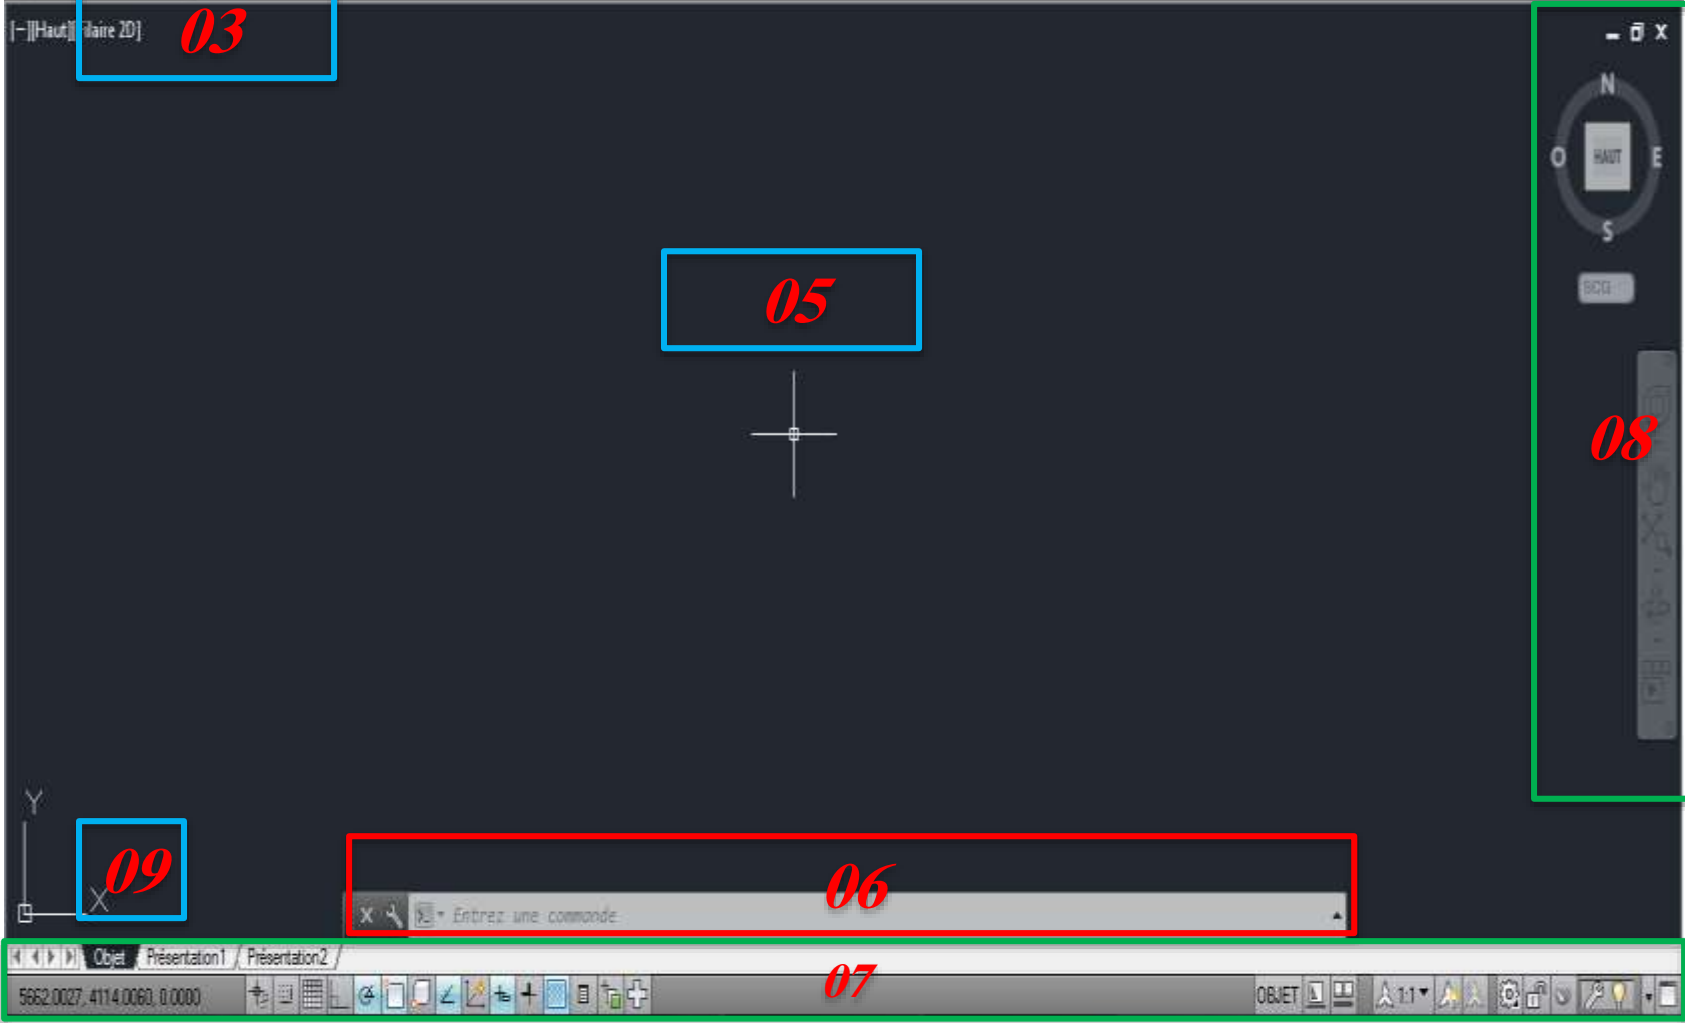 [−][Haut][ilaire 2D]
03
N
O HAUT E
S
SCG
05
08
Y
09
X
06
Entrez une commande
Objet Présentation1 Présentation2
07
5662.0027, 4114.0060, 0.0000
OBJET
1:1